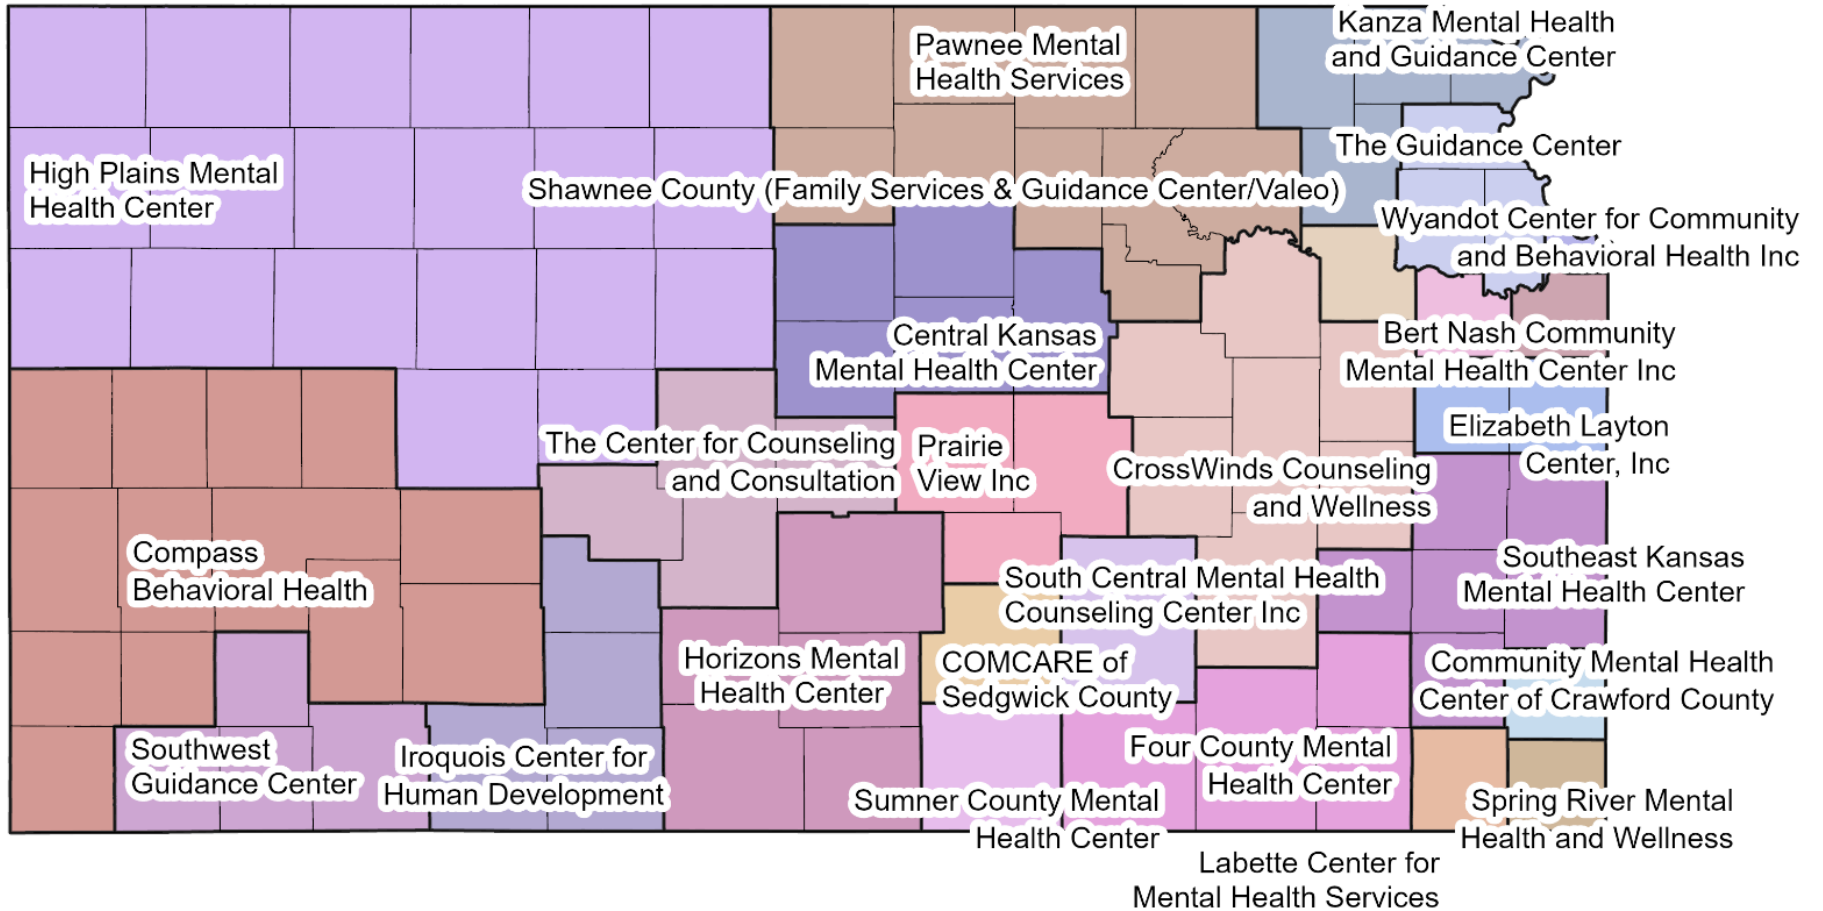 Kanza Mental Health
and Guidance Center
Pawnee Mental
Health Services
The Guidance Center
High Plains Mental
Health Center
Shawnee County (Family Services & Guidance Center/Valeo)
Wyandot Center for Community
and Behavioral Health Inc
Central Kansas
Mental Health Center
Bert Nash Community
Mental Health Center Inc
The Center for Counseling
and Consultation
Prairie
View Inc
CrossWinds Counseling
and Wellness
Elizabeth Layton
Center, Inc
Compass
Behavioral Health
South Central Mental Health
Counseling Center Inc
Southeast Kansas
Mental Health Center
Horizons Mental
Health Center
COMCARE of
Sedgwick County
Community Mental Health
Center of Crawford County
Southwest
Guidance Center
Iroquois Center for
Human Development
Four County Mental
Health Center
Sumner County Mental
Health Center
Spring River Mental
Health and Wellness
Labette Center for
Mental Health Services